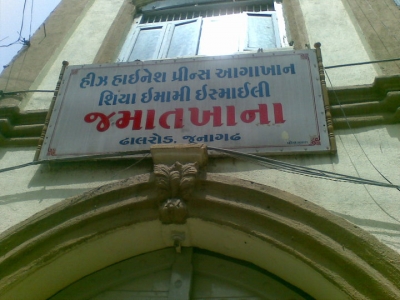 હીઝ હાઈનેશ પ્રીન્સ આગાખાન
શિયા ઈમામી ઈસ્માઈલી
જમાતખાના
ઢાલરોડ, જૂનાગઢ